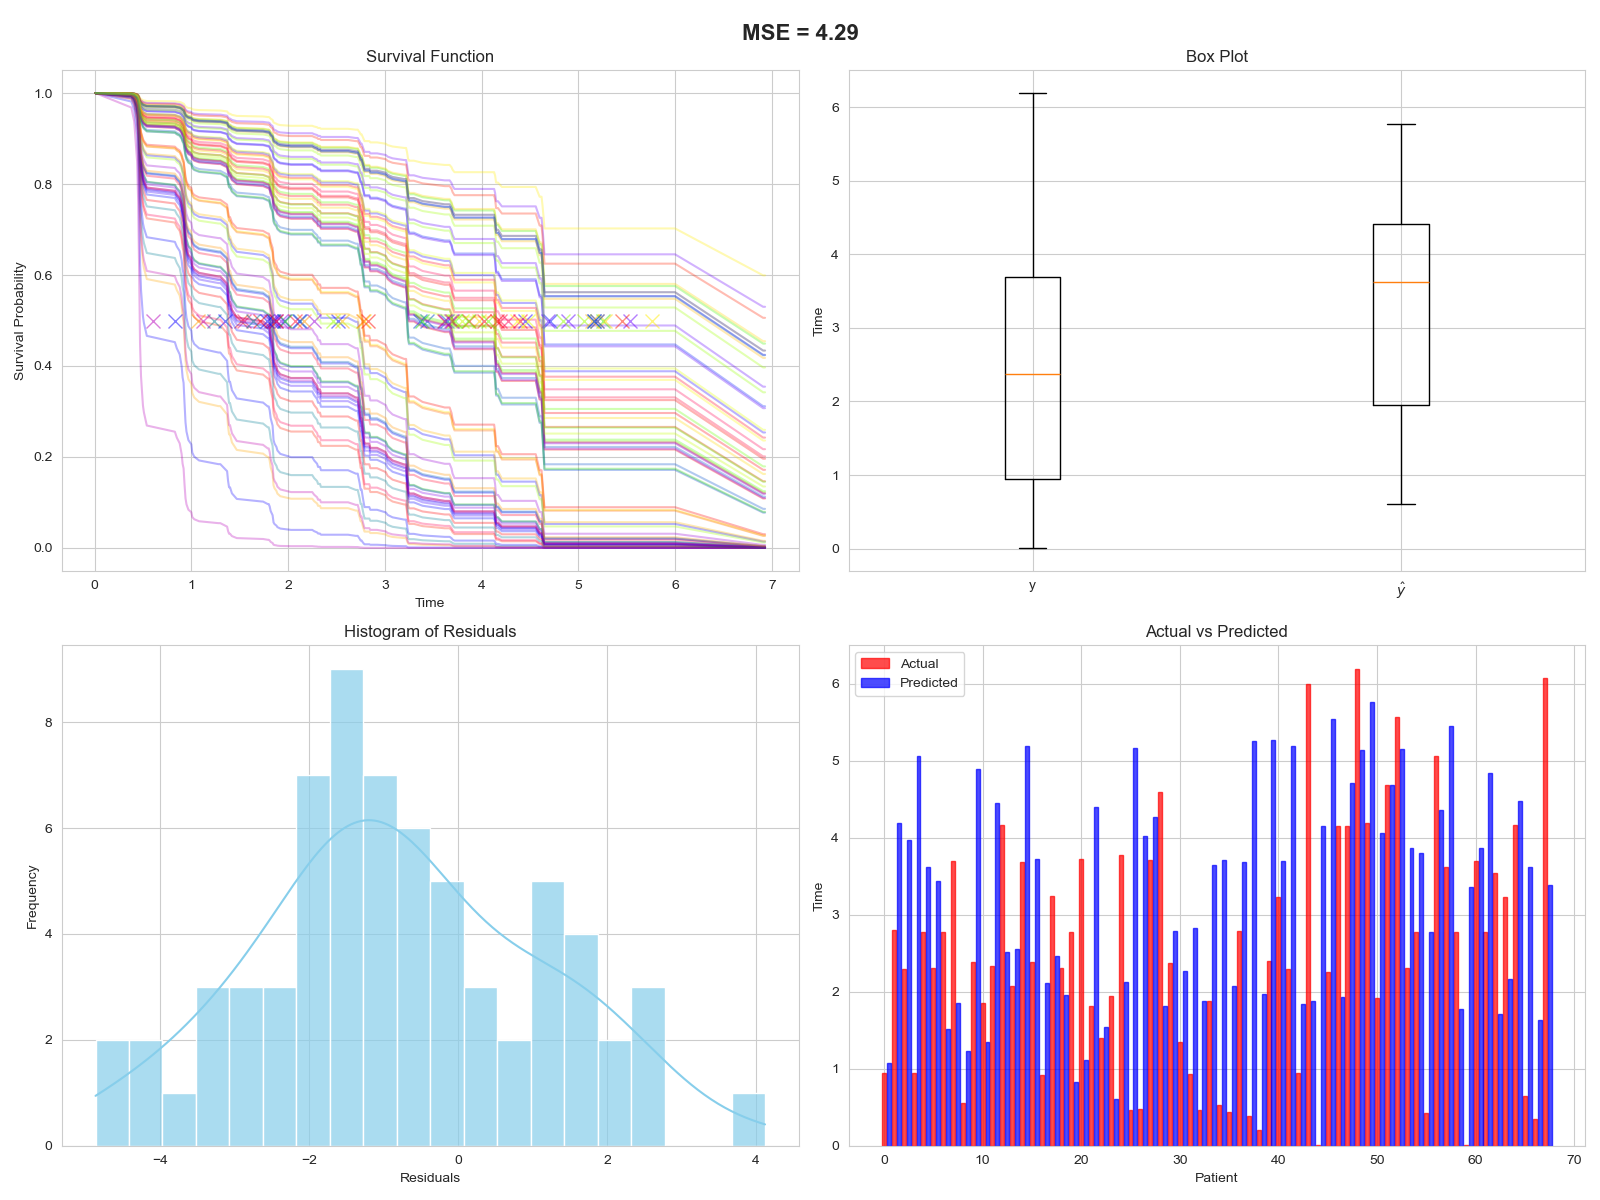 MSE = 4.29
Survival Function
Survival Probability
1.0
0.8
0.6
0.4
0.2
0.0
0 1 2 3 4 5 6 7
Time
Box Plot
Time
6
5
4
3
2
1
0
y ŷ
Histogram of Residuals
Frequency
8
6
4
2
0
−4 −2 0 2 4
Residuals
Actual vs Predicted
Actual
Predicted
Time
6
5
4
3
2
1
0
0 10 20 30 40 50 60 70
Patient